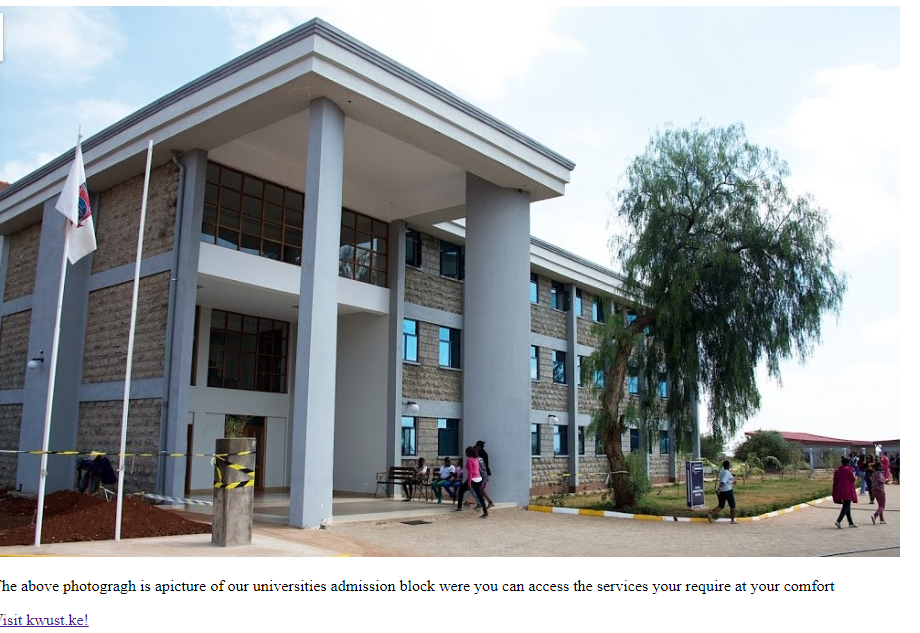 The above photogragh is apicture of our universities admission block were you can access the services your require at your comfort
Visit kwust.ke!